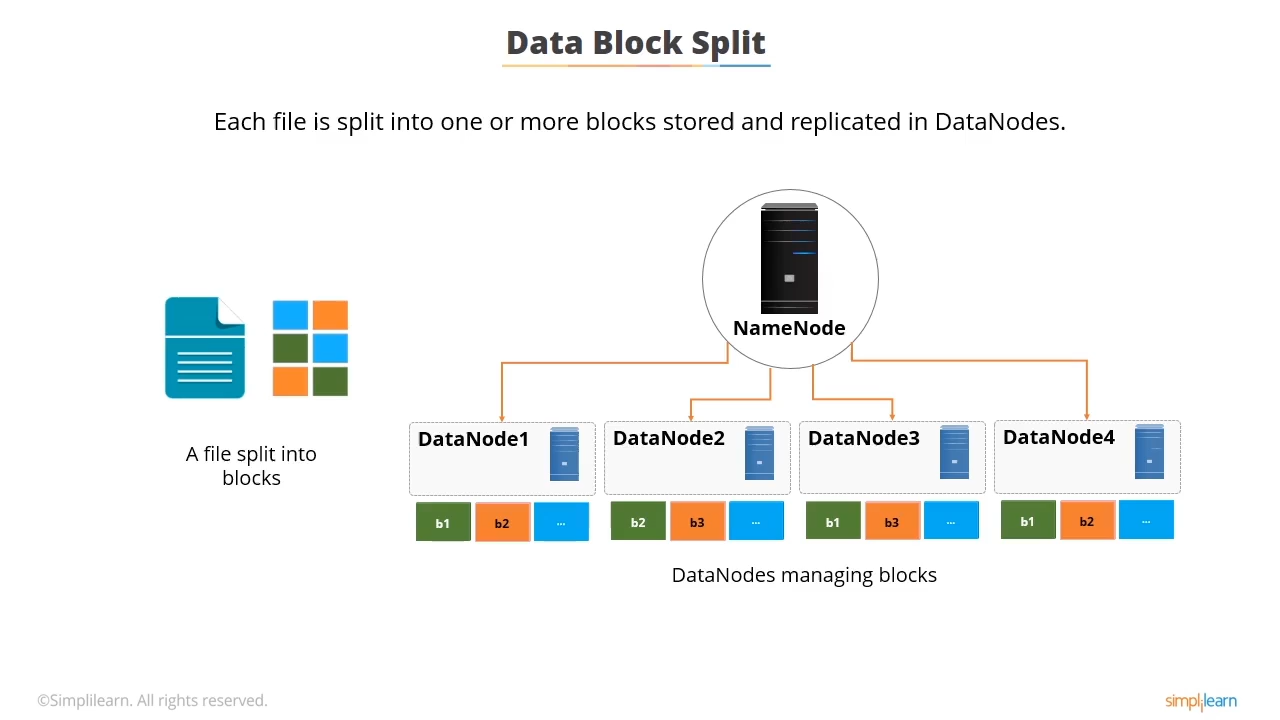 Data Block Split
Each file is split into one or more blocks stored and replicated in DataNodes.
NameNode
A file split into
blocks
DataNode1
DataNode2
DataNode3
DataNode4
b1 b2 ...
b2 b3 ...
b1 b3 ...
b1 b2 ...
DataNodes managing blocks
©Simplilearn. All rights reserved.
simplilearn